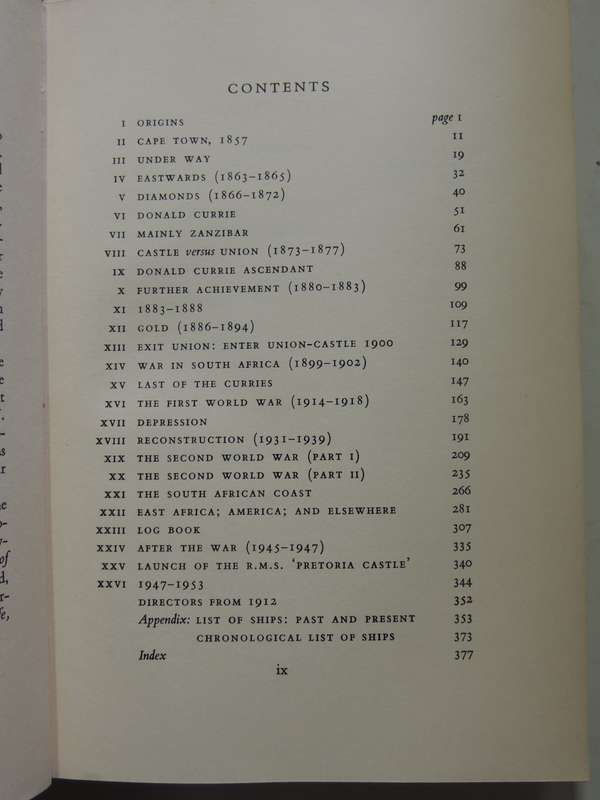 CONTENTS
I ORIGINS page 1
II CAPE TOWN, 1857 11
III UNDER WAY 19
IV EASTWARDS (1863–1865) 32
V DIAMONDS (1866–1872) 40
VI DONALD CURRIE 51
VII MAINLY ZANZIBAR 61
VIII CASTLE versus UNION (1873–1877) 73
IX DONALD CURRIE ASCENDANT 88
X FURTHER ACHIEVEMENT (1880–1883) 99
XI 1883–1888 109
XII GOLD (1886–1894) 117
XIII EXIT UNION: ENTER UNION-CASTLE 1900 129
XIV WAR IN SOUTH AFRICA (1899–1902) 140
XV LAST OF THE CURRIES 147
XVI THE FIRST WORLD WAR (1914–1918) 163
XVII DEPRESSION 178
XVIII RECONSTRUCTION (1931–1939) 191
XIX THE SECOND WORLD WAR (PART I) 209
XX THE SECOND WORLD WAR (PART II) 235
XXI THE SOUTH AFRICAN COAST 266
XXII EAST AFRICA; AMERICA; AND ELSEWHERE 281
XXIII LOG BOOK 307
XXIV AFTER THE WAR (1945–1947) 335
XXV LAUNCH OF THE R.M.S. 'PRETORIA CASTLE' 340
XXVI 1947–1953 344
DIRECTORS FROM 1912 352
Appendix: LIST OF SHIPS: PAST AND PRESENT 353
CHRONOLOGICAL LIST OF SHIPS 373
Index 377
ix